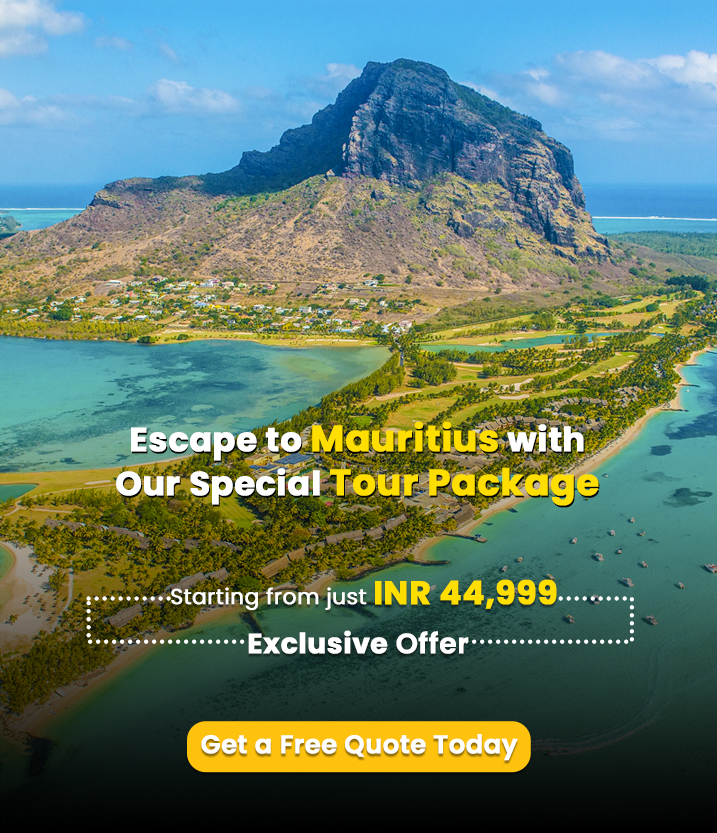 Escape to Mauritius with
Our Special Tour Package
Starting from just INR 44,999
Exclusive Offer
Get a Free Quote Today